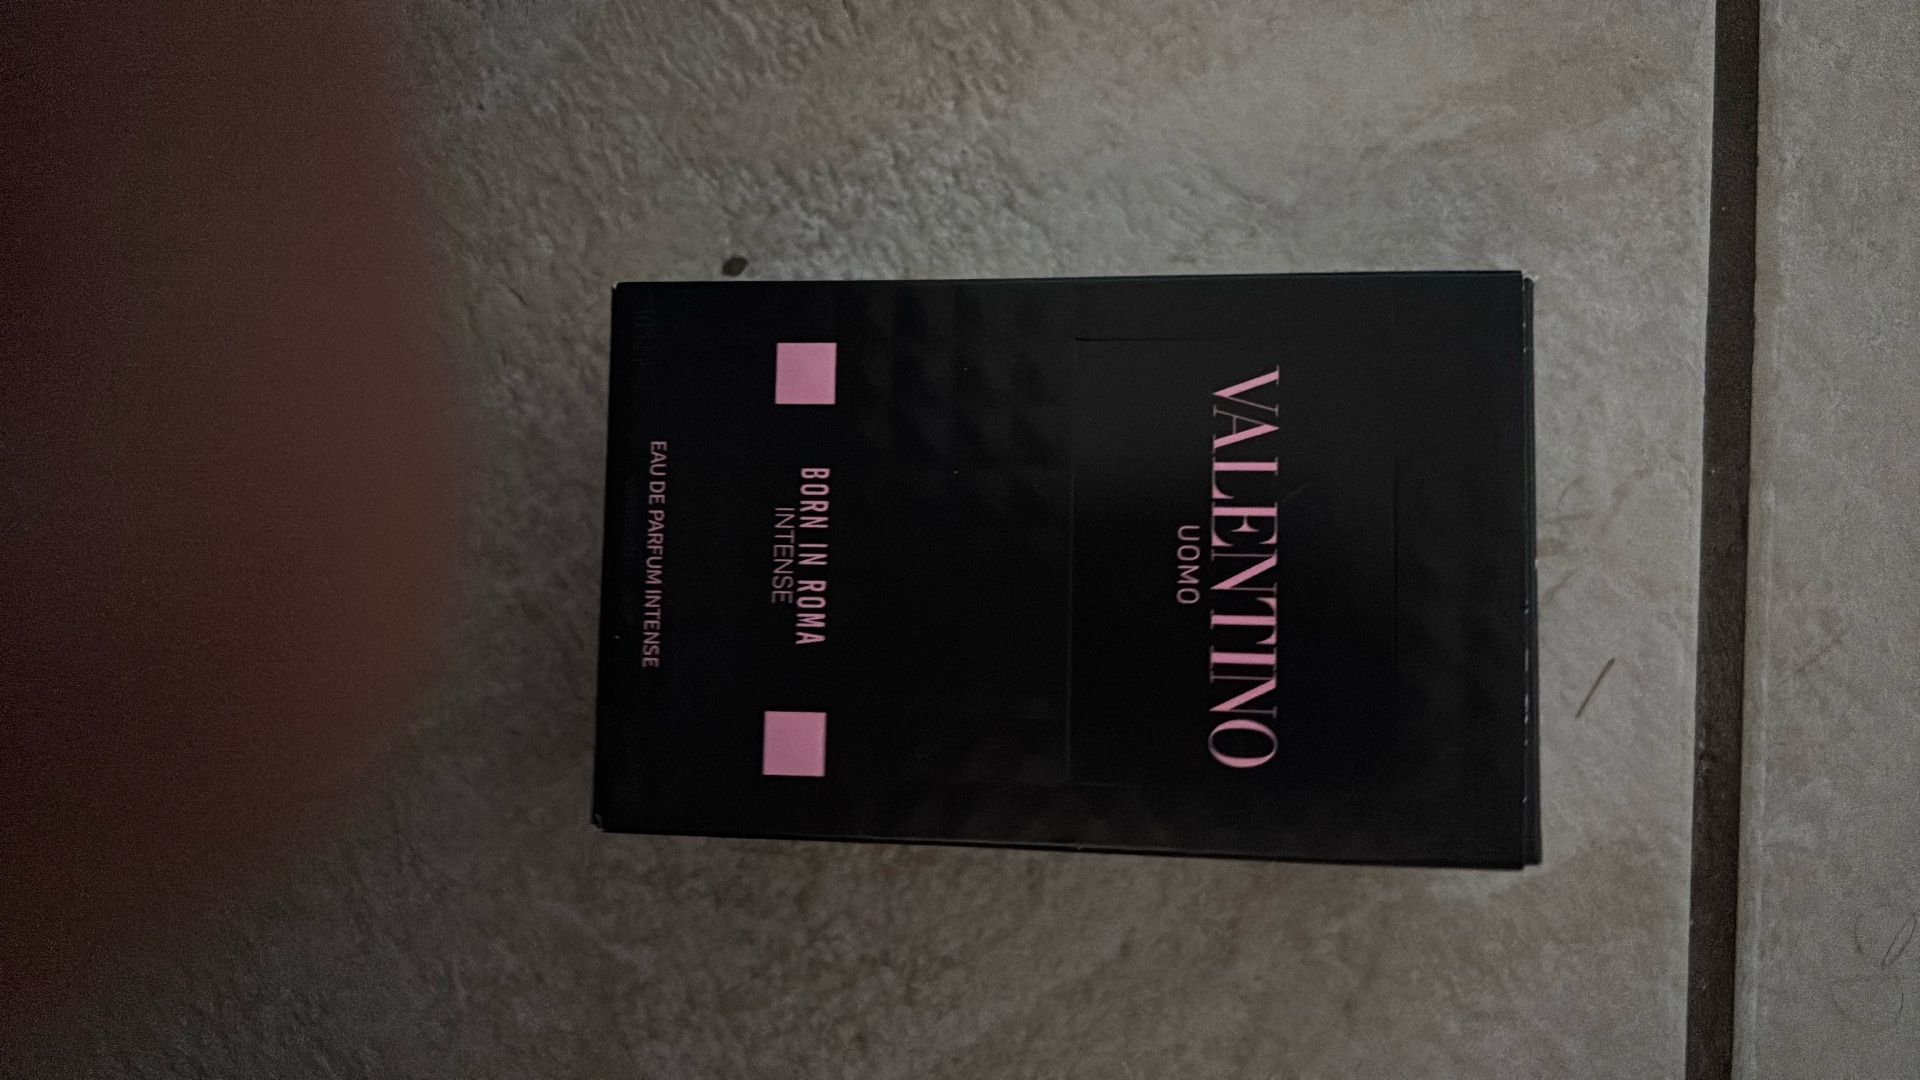 VALENTINO
UOMO
BORN IN ROMA
INTENSE
EAU DE PARFUM INTENSE